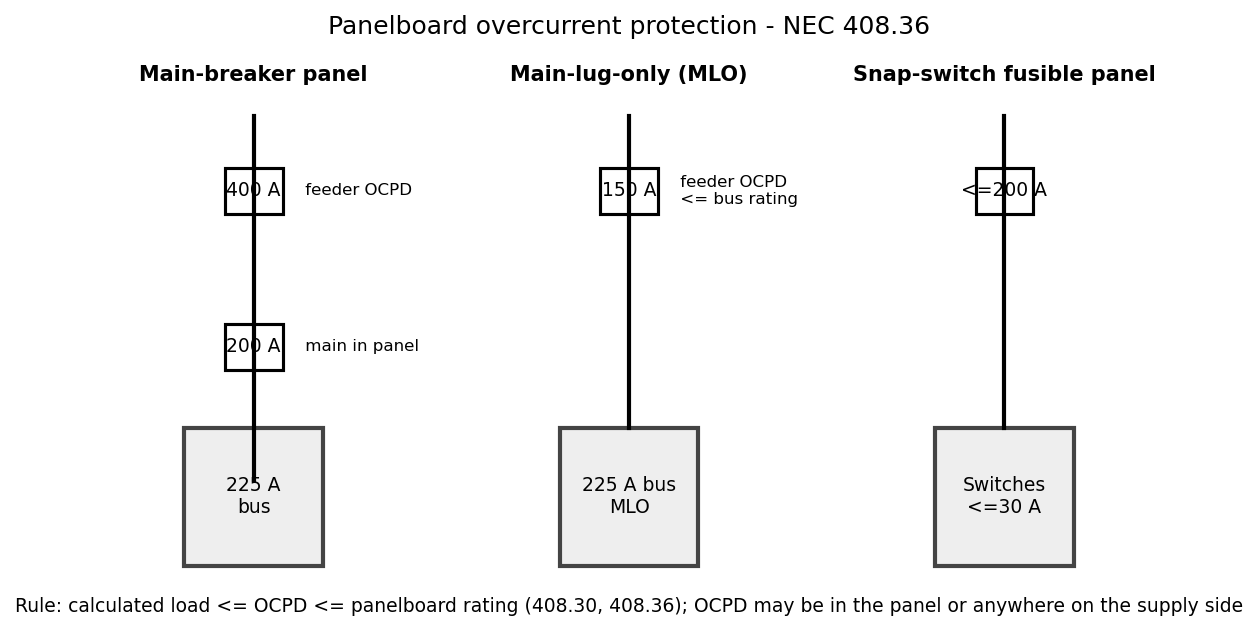 Panelboard overcurrent protection - NEC 408.36
Main-breaker panel
Main-lug-only (MLO)
Snap-switch fusible panel
400 A
feeder OCPD
150 A
feeder OCPD
<= bus rating
<=200 A
200 A
main in panel
225 A
bus
225 A bus
MLO
Switches
<=30 A
Rule: calculated load <= OCPD <= panelboard rating (408.30, 408.36); OCPD may be in the panel or anywhere on the supply side